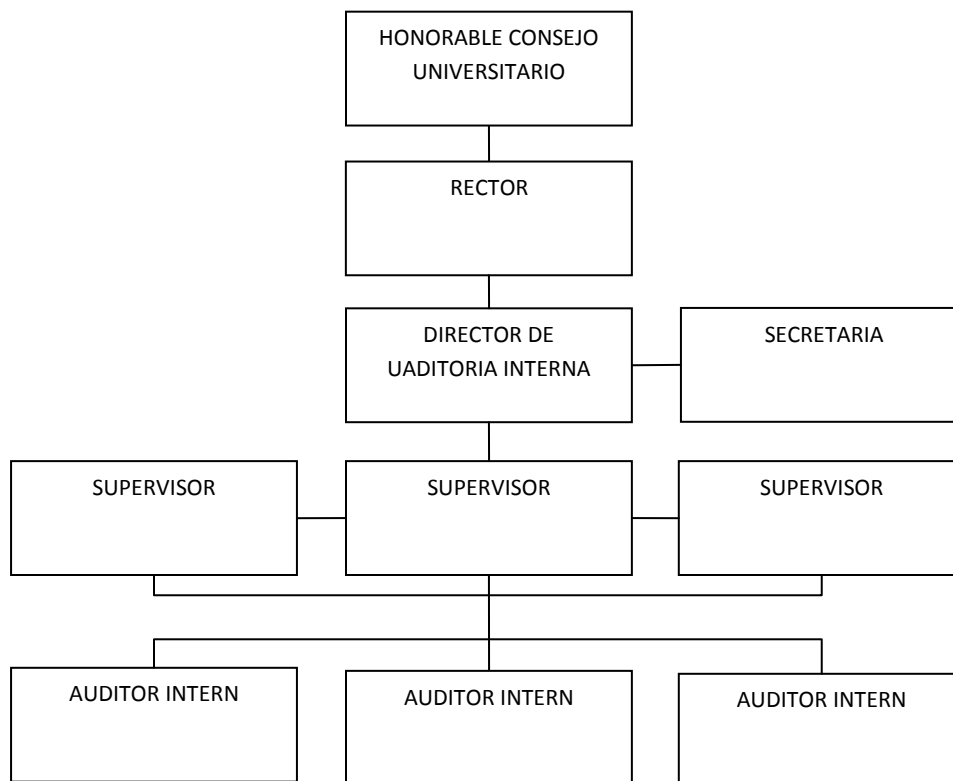 HONORABLE CONSEJO
UNIVERSITARIO
RECTOR
DIRECTOR DE
UADITORIA INTERNA
SECRETARIA
SUPERVISOR
SUPERVISOR
SUPERVISOR
AUDITOR INTERN
AUDITOR INTERN
AUDITOR INTERN